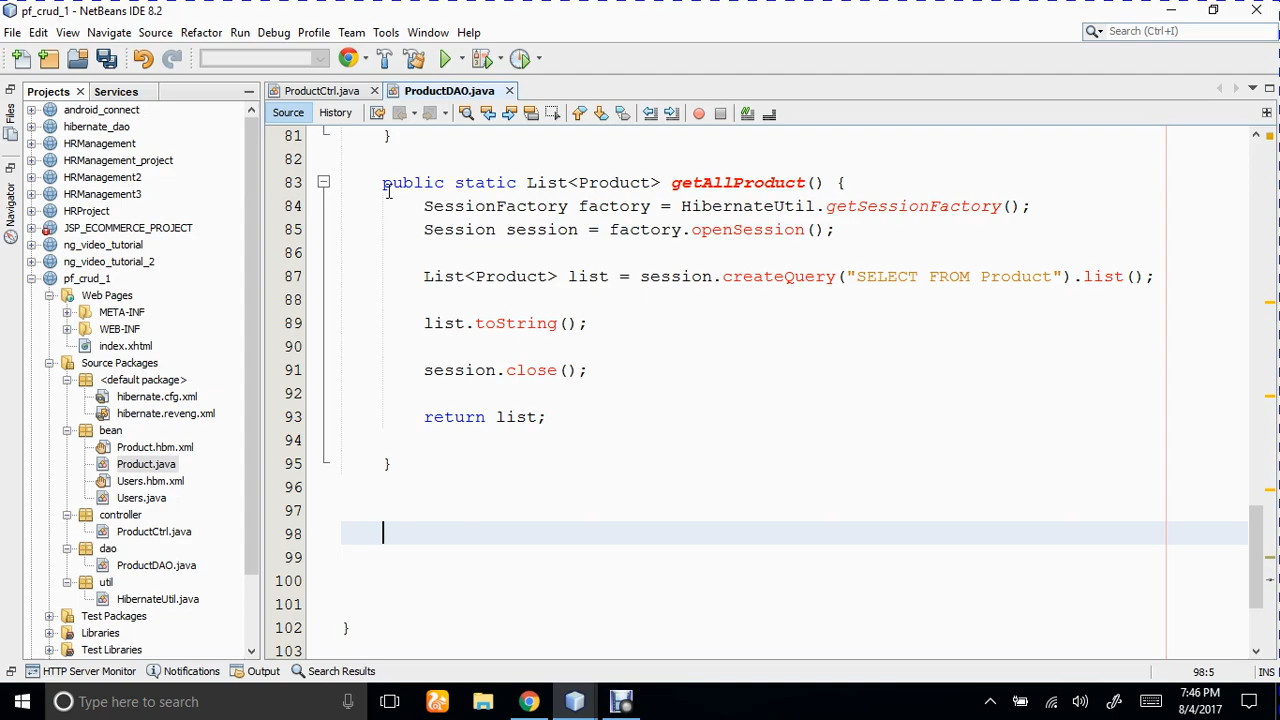 pf_crud_1 - NetBeans IDE 8.2
File Edit View Navigate Source Refactor Run Debug Profile Team Tools Window Help
Search (Ctrl+I)
Projects Services
ProductCtrl.java ProductDAO.java
Source History
Files
Navigator
android_connect
hibernate_dao
HRManagement
HRManagement_project
HRManagement2
HRManagement3
HRProject
JSP_ECOMMERCE_PROJECT
ng_video_tutorial
ng_video_tutorial_2
pf_crud_1
Web Pages
META-INF
WEB-INF
index.xhtml
Source Packages
<default package>
hibernate.cfg.xml
hibernate.reveng.xml
bean
Product.hbm.xml
Product.java
Users.hbm.xml
Users.java
controller
ProductCtrl.java
dao
ProductDAO.java
util
HibernateUtil.java
Test Packages
Libraries
Test Libraries
81 }
82
83 public static List<Product> getAllProduct() {
84 SessionFactory factory = HibernateUtil.getSessionFactory();
85 Session session = factory.openSession();
86
87 List<Product> list = session.createQuery("SELECT FROM Product").list();
88
89 list.toString();
90
91 session.close();
92
93 return list;
94
95 }
96
97
98
99
100
101
102 }
103
HTTP Server Monitor Notifications Output Search Results
98:5 INS
Type here to search
7:46 PM
8/4/2017